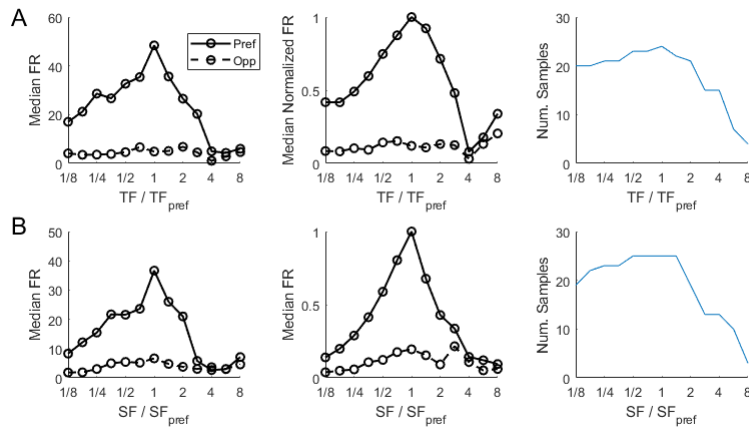 A
60
40
20
0
Median FR
Pref
Opp
1/8 1/4 1/2 1 2 4 8
TF / TFpref
1
0.5
0
Median Normalized FR
1/8 1/4 1/2 1 2 4 8
TF / TFpref
30
20
10
0
Num. Samples
1/8 1/4 1/2 1 2 4 8
TF / TFpref
B
50
40
30
20
10
0
Median FR
1/8 1/4 1/2 1 2 4 8
SF / SFpref
1
0.5
0
Median FR
1/8 1/4 1/2 1 2 4 8
SF / SFpref
30
20
10
0
Num. Samples
1/8 1/4 1/2 1 2 4 8
SF / SFpref